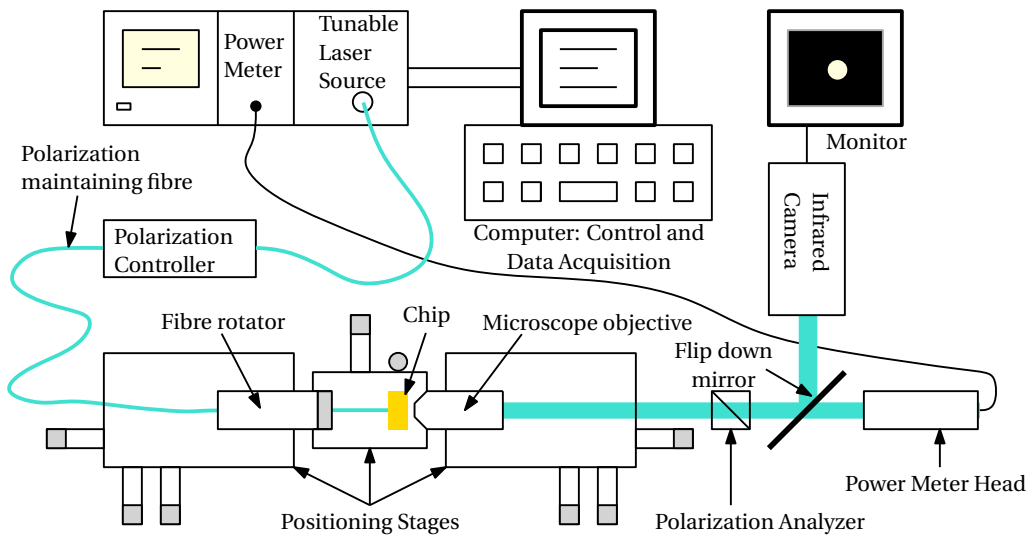 Power
Meter
Tunable
Laser
Source
Monitor
Polarization
maintaining fibre
Infrared
Camera
Polarization
Controller
Computer: Control and
Data Acquisition
Fibre rotator
Chip
Microscope objective
Flip down
mirror
Power Meter Head
Positioning Stages
Polarization Analyzer